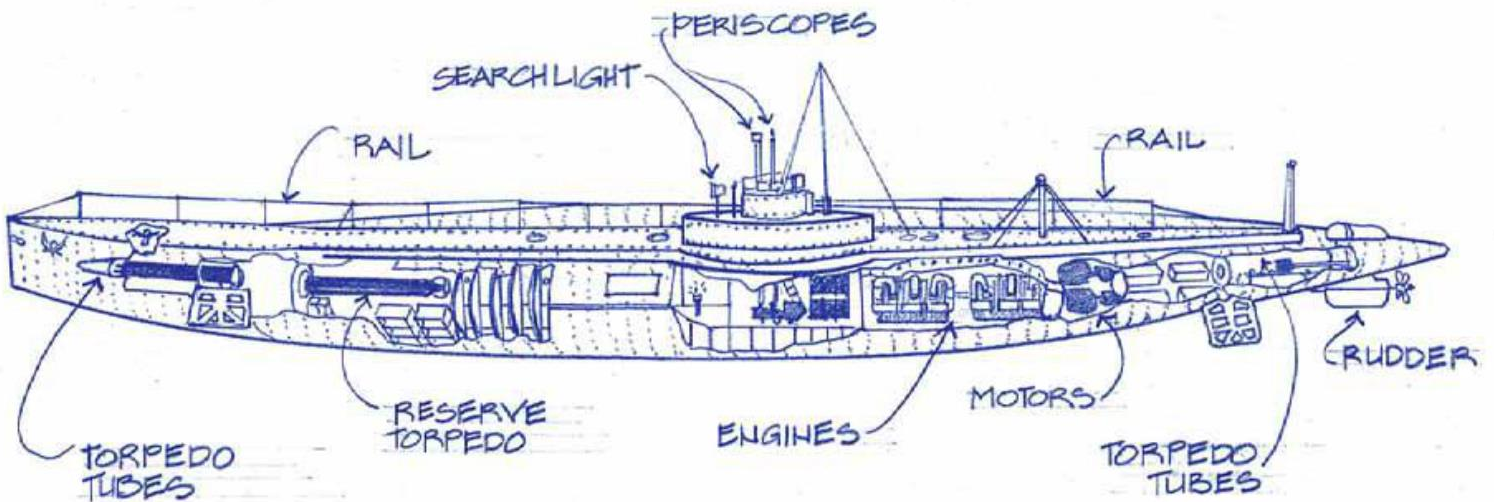 PERISCOPES
SEARCHLIGHT
RAIL
RAIL
RUDDER
MOTORS
RESERVE
TORPEDO
ENGINES
TORPEDO
TUBES
TORPEDO
TUBES